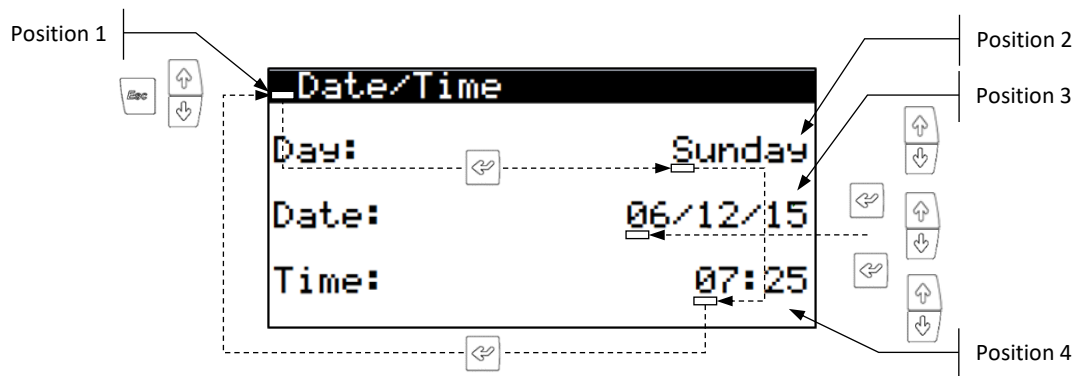 Position 1
Position 2
Esc
Date/Time
Position 3
Day: Sunday
Date: 06/12/15
Time: 07:25
Position 4